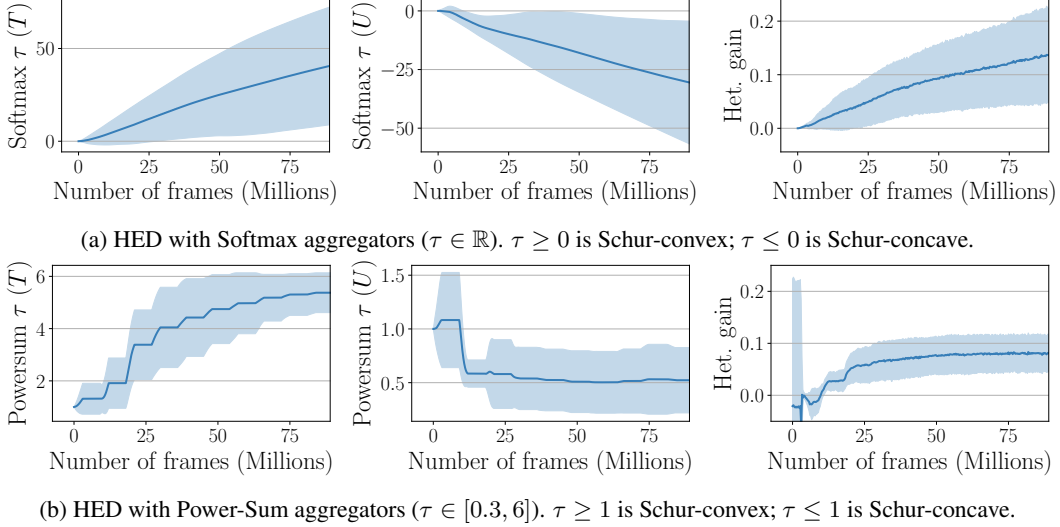 Softmax τ (T)
50
0
0 25 50 75
Number of frames (Millions)
Softmax τ (U)
0
−25
−50
0 25 50 75
Number of frames (Millions)
Het. gain
0.2
0.1
0.0
0 25 50 75
Number of frames (Millions)
(a) HED with Softmax aggregators (τ ∈ ℝ). τ ≥ 0 is Schur-convex; τ ≤ 0 is Schur-concave.
Powersum τ (T)
6
4
2
0 25 50 75
Number of frames (Millions)
Powersum τ (U)
1.5
1.0
0.5
0 25 50 75
Number of frames (Millions)
Het. gain
0.2
0.1
0.0
0 25 50 75
Number of frames (Millions)
(b) HED with Power-Sum aggregators (τ ∈ [0.3, 6]). τ ≥ 1 is Schur-convex; τ ≤ 1 is Schur-concave.